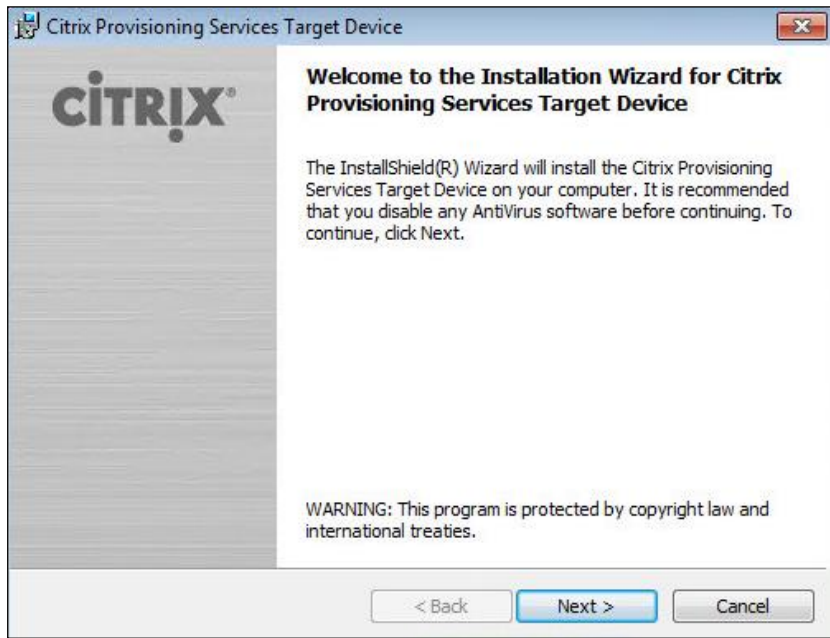 Citrix Provisioning Services Target Device
CiTRIX®
Welcome to the Installation Wizard for Citrix
Provisioning Services Target Device
The InstallShield(R) Wizard will install the Citrix Provisioning
Services Target Device on your computer. It is recommended
that you disable any AntiVirus software before continuing. To
continue, click Next.
WARNING: This program is protected by copyright law and
international treaties.
< Back Next > Cancel